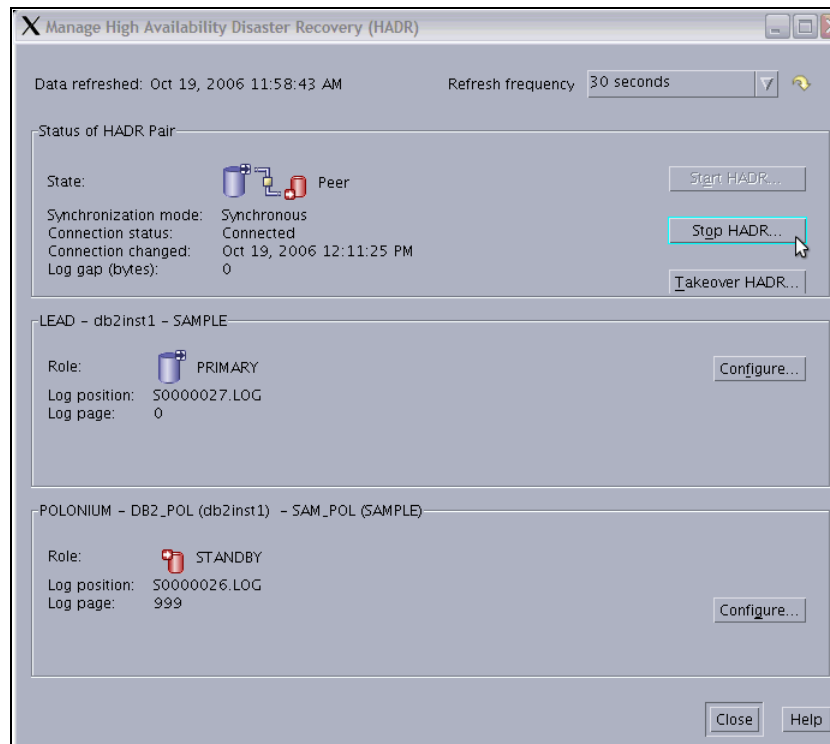 Manage High Availability Disaster Recovery (HADR)
Data refreshed: Oct 19, 2006 11:58:43 AM
Refresh frequency 30 seconds
Status of HADR Pair
State: Peer
Start HADR...
Synchronization mode: Synchronous
Connection status: Connected
Stop HADR...
Connection changed: Oct 19, 2006 12:11:25 PM
Log gap (bytes): 0
Takeover HADR...
LEAD - db2inst1 - SAMPLE
Role: PRIMARY
Configure...
Log position: S0000027.LOG
Log page: 0
POLONIUM - DB2_POL (db2inst1) - SAM_POL (SAMPLE)
Role: STANDBY
Log position: S0000026.LOG
Log page: 999
Configure...
Close Help